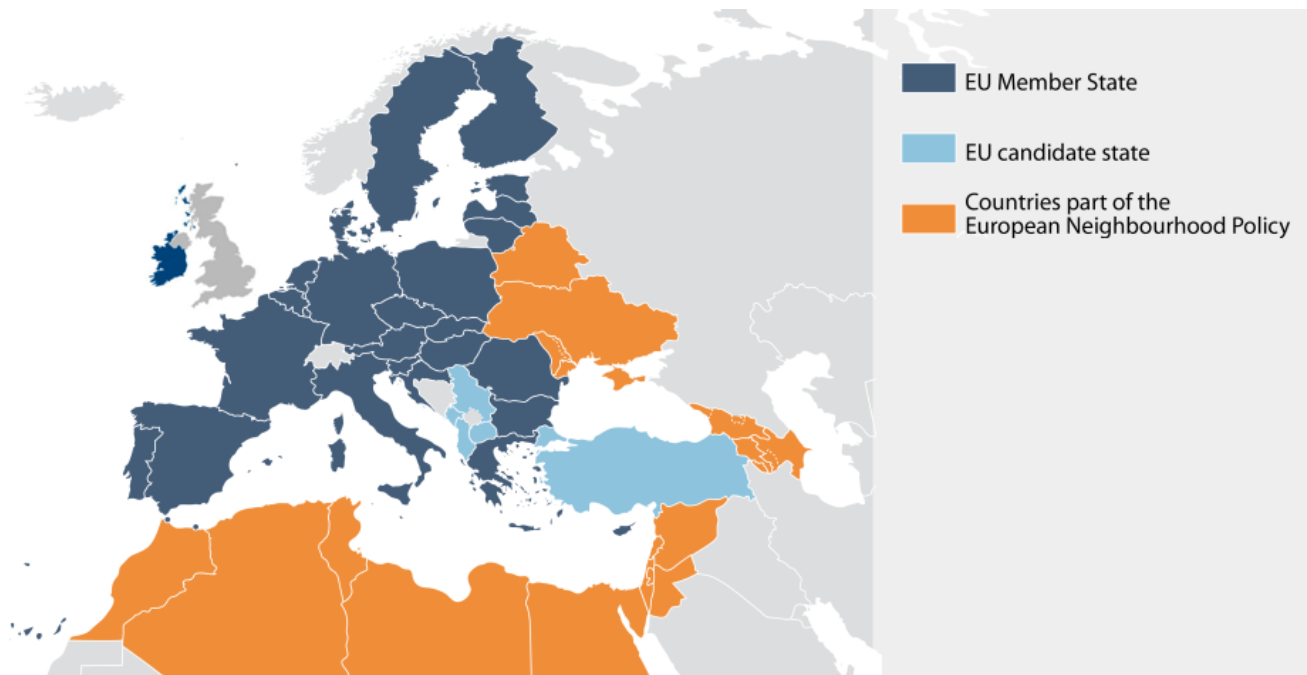 EU Member State
EU candidate state
Countries part of the
European Neighbourhood Policy